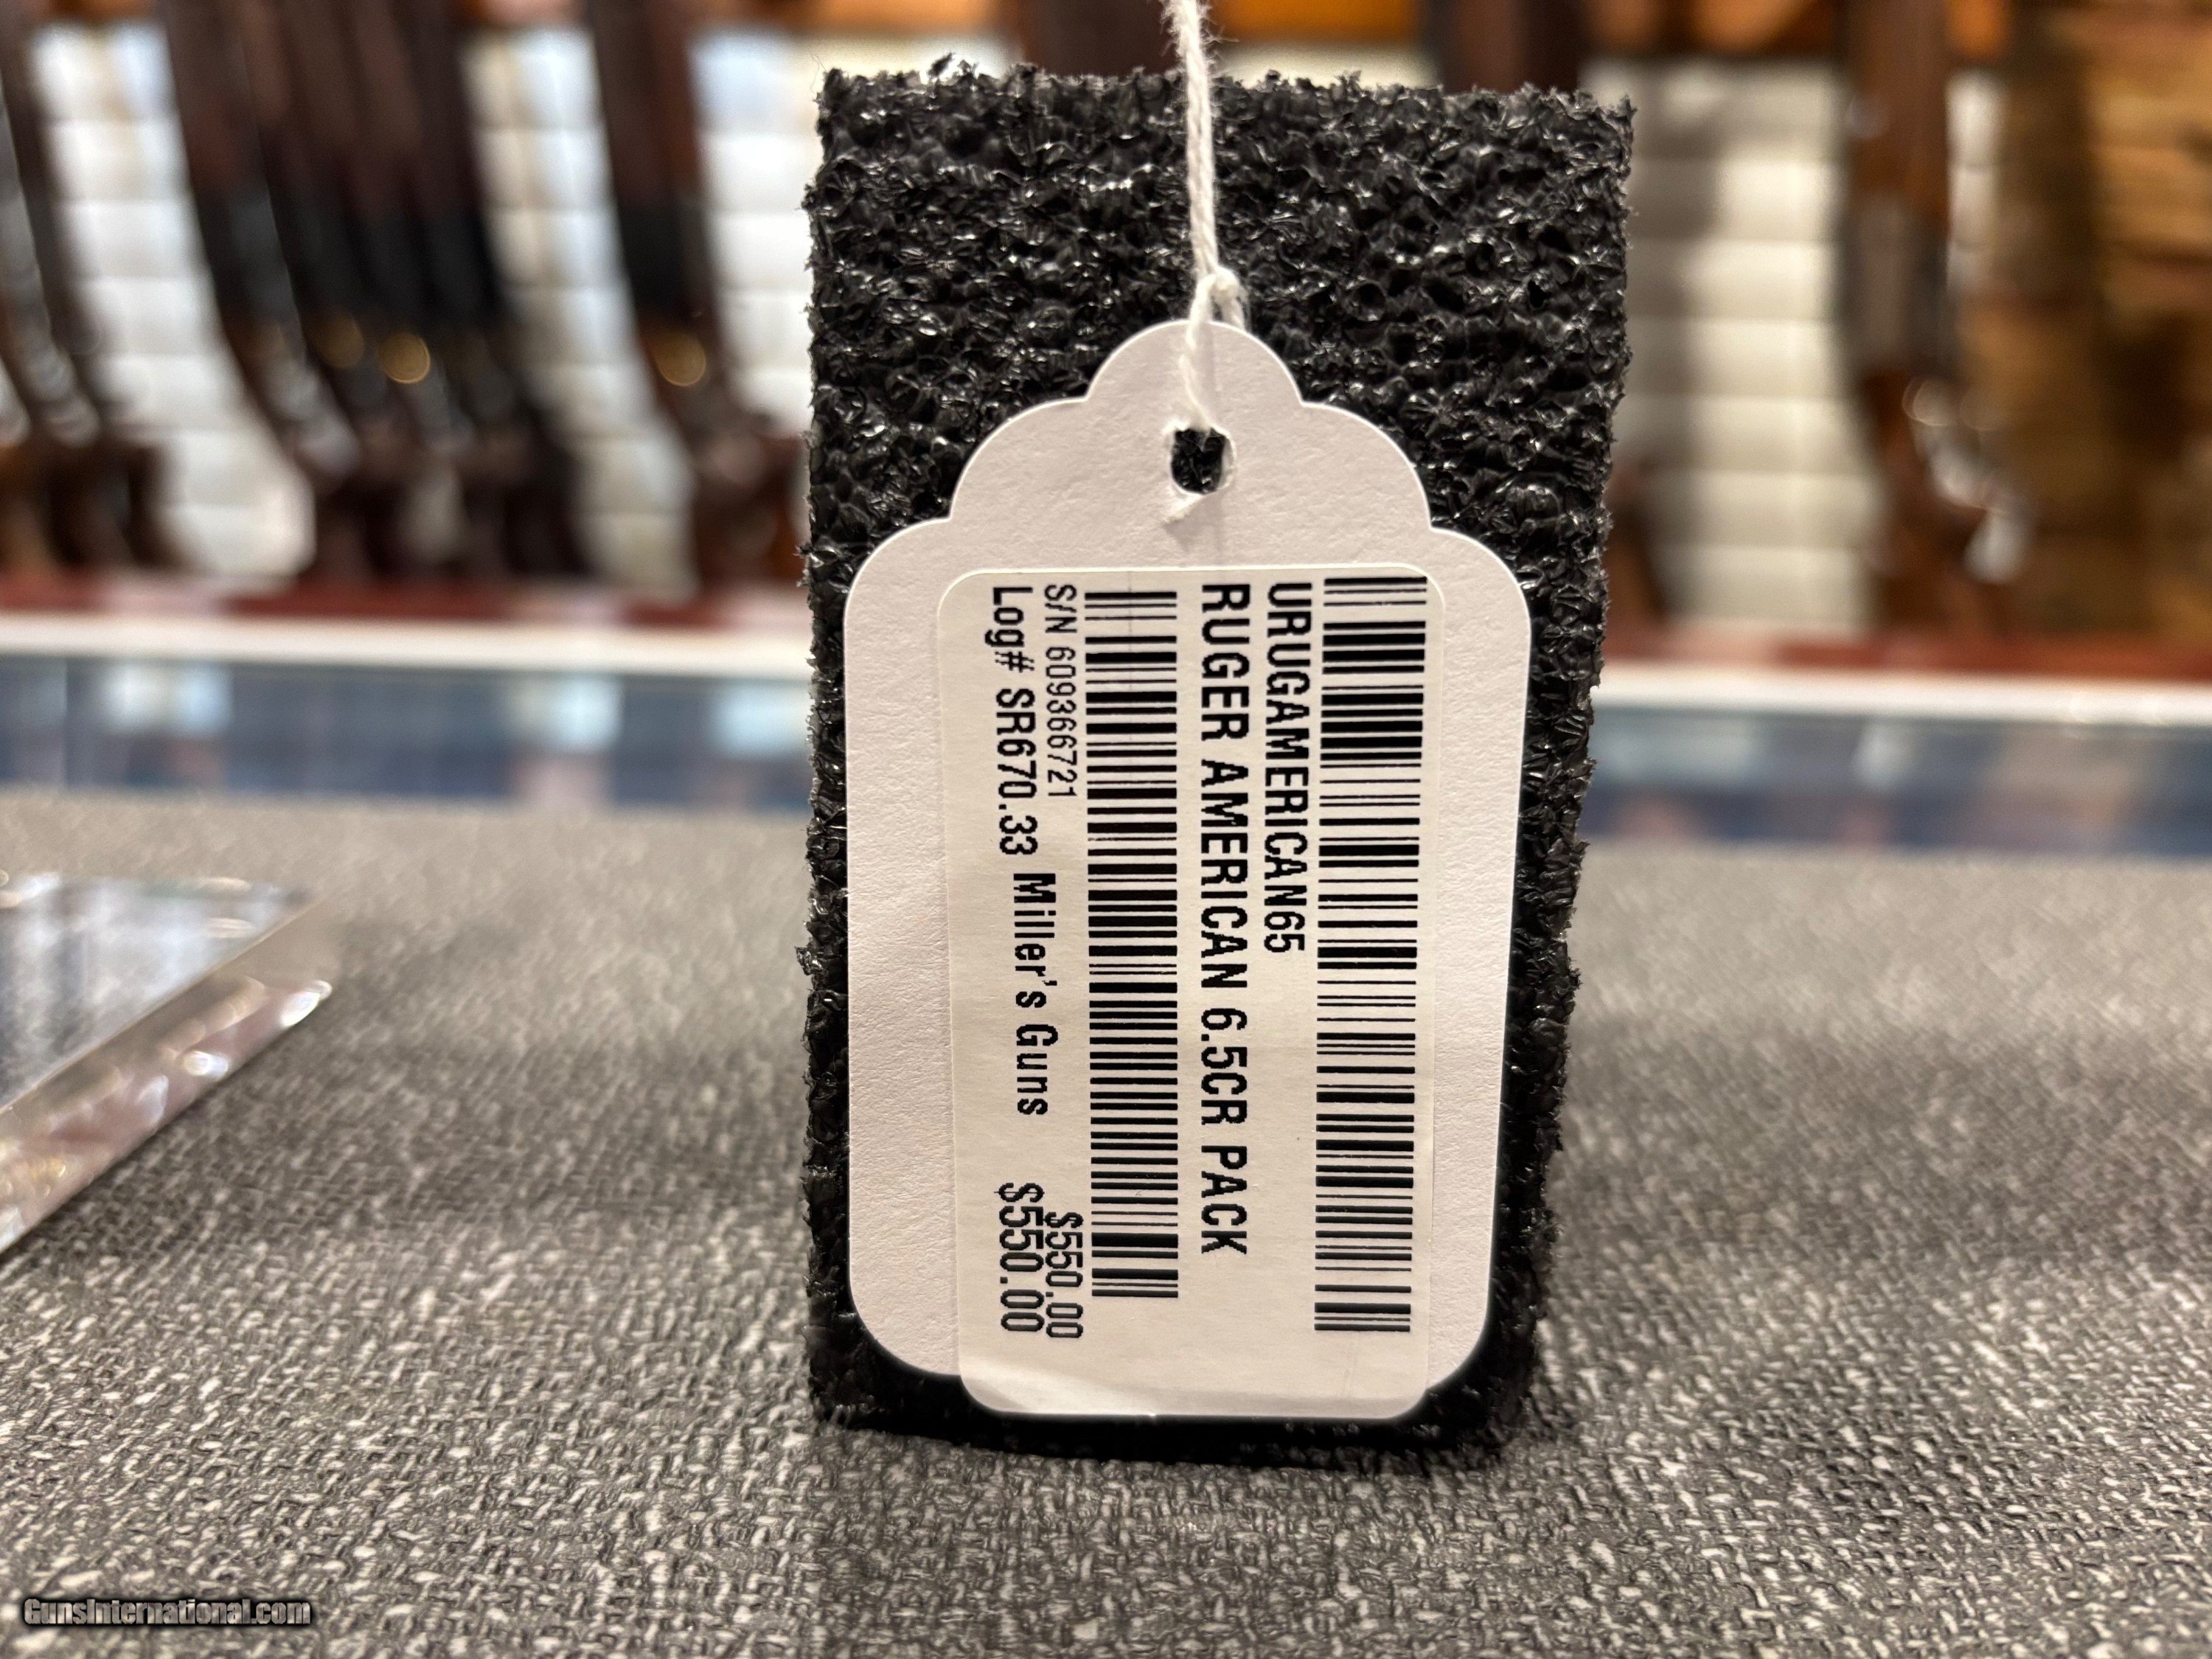 URUGAMERICAN65
RUGER AMERICAN 6.5CR PACK
S/N 609366721 $550.00
Log# SR670.33 Miller's Guns $550.00
GunsInternational.com